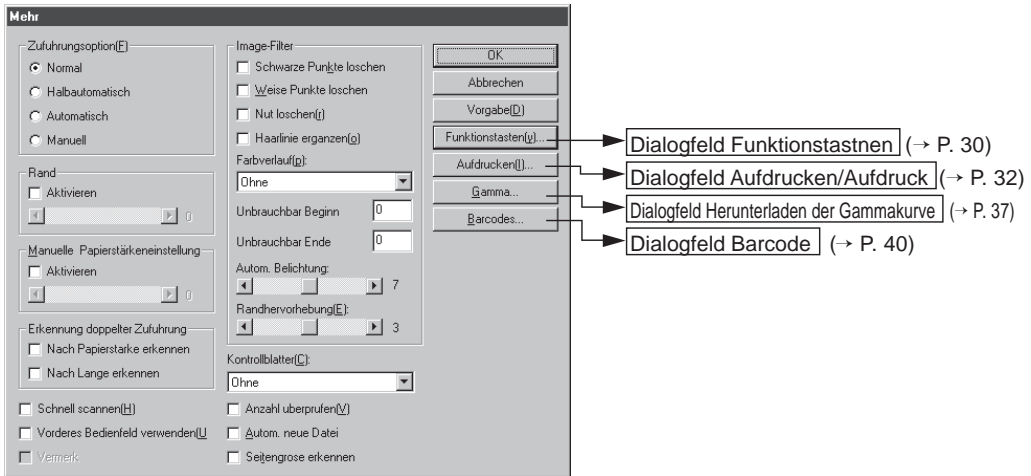 Mehr
Zufuhrungsoption(F)
Normal
Halbautomatisch
Automatisch
Manuell
Rand
Aktivieren
0
Manuelle Papierstärkeneinstellung
Aktivieren
0
Erkennung doppelter Zufuhrung
Nach Papierstarke erkennen
Nach Lange erkennen
Schnell scannen(H)
Vorderes Bedienfeld verwenden(U
Vermerk
Image-Filter
Schwarze Punkte loschen
Weise Punkte loschen
Nut loschen(r)
Haarlinie erganzen(o)
Farbverlauf(p):
Ohne
Unbrauchbar Beginn 0
Unbrauchbar Ende 0
Autom. Belichtung:
7
Randhervorhebung(E):
3
Kontrollblatter(C):
Ohne
Anzahl uberprufen(V)
Autom. neue Datei
Seitengrose erkennen
OK
Abbrechen
Vorgabe(D)
Funktionstasten(y)...
Aufdrucken(I)...
Gamma...
Barcodes...
Dialogfeld Funktionstastnen (→ P. 30)
Dialogfeld Aufdrucken/Aufdruck (→ P. 32)
Dialogfeld Herunterladen der Gammakurve (→ P. 37)
Dialogfeld Barcode (→ P. 40)